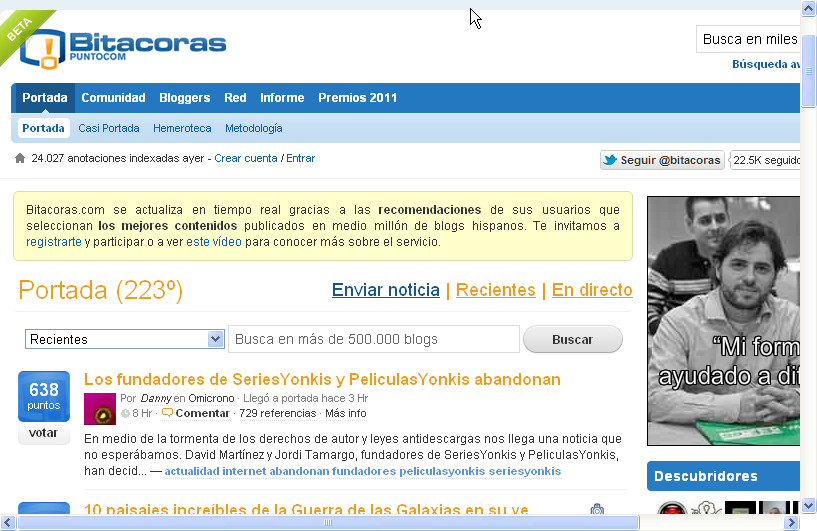 BETA
Bitacoras
PUNTOCOM
Busca en miles
Búsqueda av
Portada Comunidad Bloggers Red Informe Premios 2011
Portada Casi Portada Hemeroteca Metodología
24.027 anotaciones indexadas ayer - Crear cuenta / Entrar
Seguir @bitacoras 22.5K seguido
Bitacoras.com se actualiza en tiempo real gracias a las recomendaciones de sus usuarios que
seleccionan los mejores contenidos publicados en medio millón de blogs hispanos. Te invitamos a
registrarte y participar o a ver este vídeo para conocer más sobre el servicio.
Portada (223º) Enviar noticia | Recientes | En directo
Recientes Busca en más de 500.000 blogs Buscar
"Mi form
ayudado a di
638
puntos
votar
Los fundadores de SeriesYonkis y PeliculasYonkis abandonan
Por Danny en Omicrono · Llegó a portada hace 3 Hr
8 Hr · Comentar · 729 referencias · Más info
En medio de la tormenta de los derechos de autor y leyes antidescargas nos llega una noticia que
no esperábamos. David Martínez y Jordi Tamargo, fundadores de SeriesYonkis y PeliculasYonkis,
han decid... — actualidad internet abandonan fundadores peliculasyonkis seriesyonkis
Descubridores
10 paisajes increíbles de la Guerra de las Galaxias en su ve